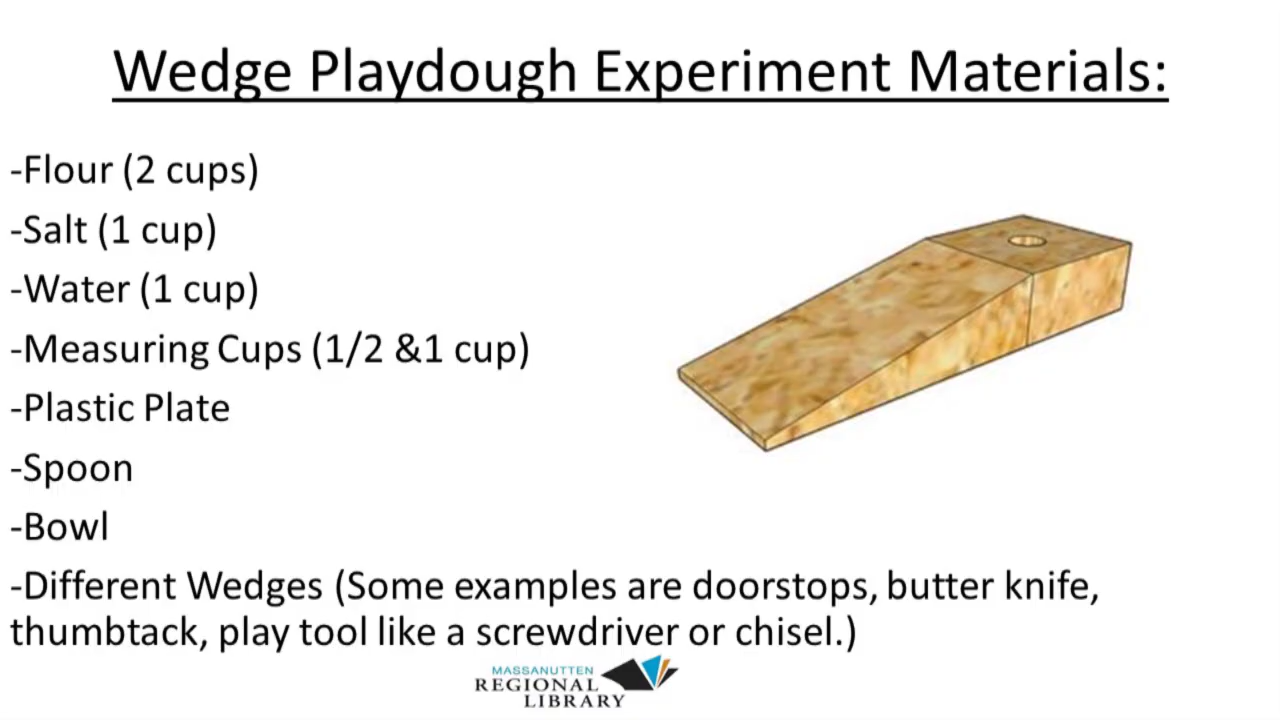 Wedge Playdough Experiment Materials:
-Flour (2 cups)
-Salt (1 cup)
-Water (1 cup)
-Measuring Cups (1/2 &1 cup)
-Plastic Plate
-Spoon
-Bowl
-Different Wedges (Some examples are doorstops, butter knife,
thumbtack, play tool like a screwdriver or chisel.)
MASSANUTTEN
REGIONAL
LIBRARY